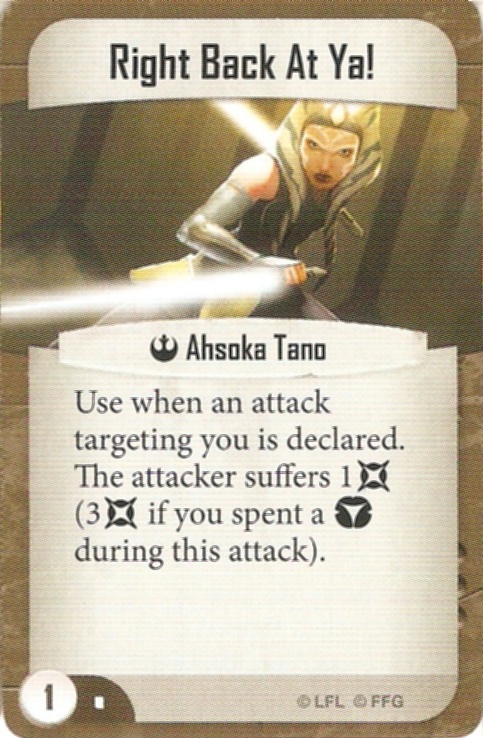 Right Back At Ya!
Ahsoka Tano
Use when an attack
targeting you is declared.
The attacker suffers 1
(3 if you spent a
during this attack).
1
© LFL © FFG